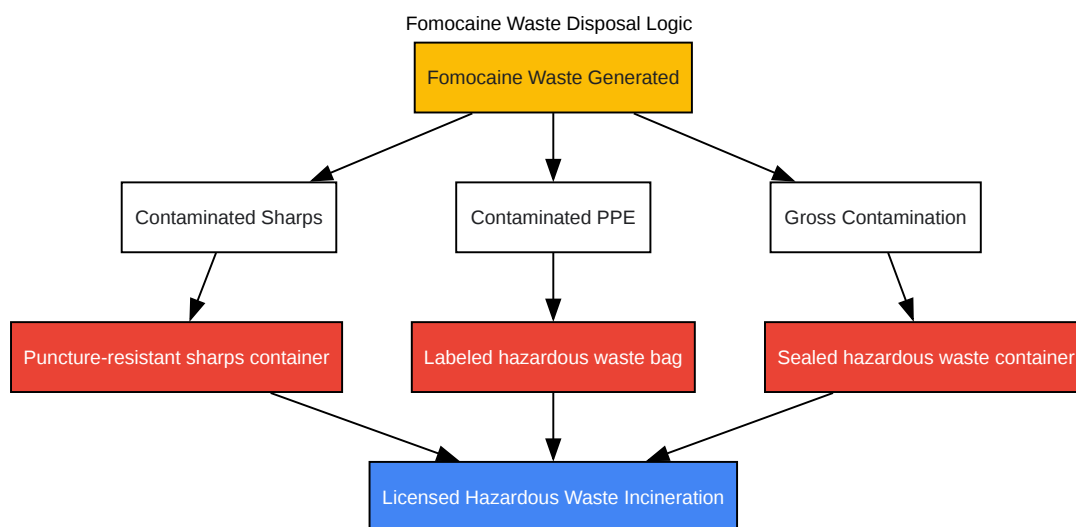 Fomocaine Waste Disposal Logic
Fomocaine Waste Generated
Contaminated Sharps
Contaminated PPE
Gross Contamination
Puncture-resistant sharps container
Labeled hazardous waste bag
Sealed hazardous waste container
Licensed Hazardous Waste Incineration